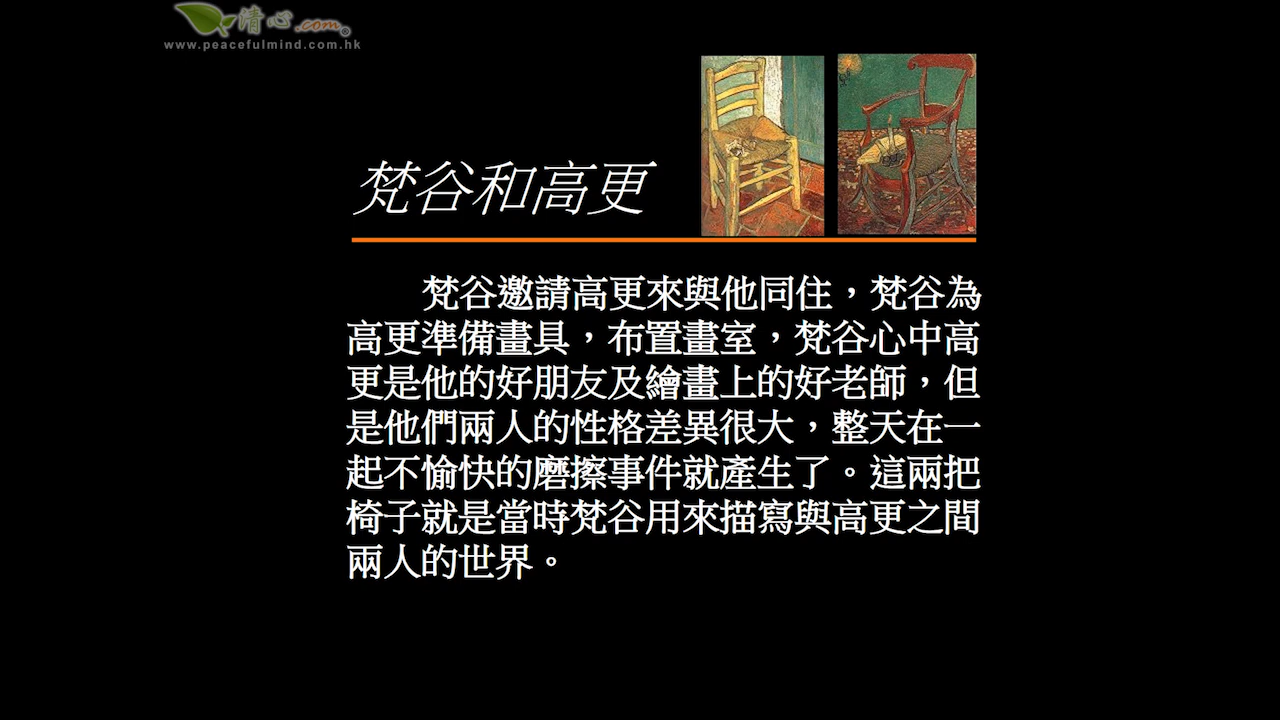 清心.com®
www.peacefulmind.com.hk
梵谷和高更
梵谷邀請高更來與他同住，梵谷為
高更準備畫具，布置畫室，梵谷心中高
更是他的好朋友及繪畫上的好老師，但
是他們兩人的性格差異很大，整天在一
起不愉快的磨擦事件就產生了。這兩把
椅子就是當時梵谷用來描寫與高更之間
兩人的世界。